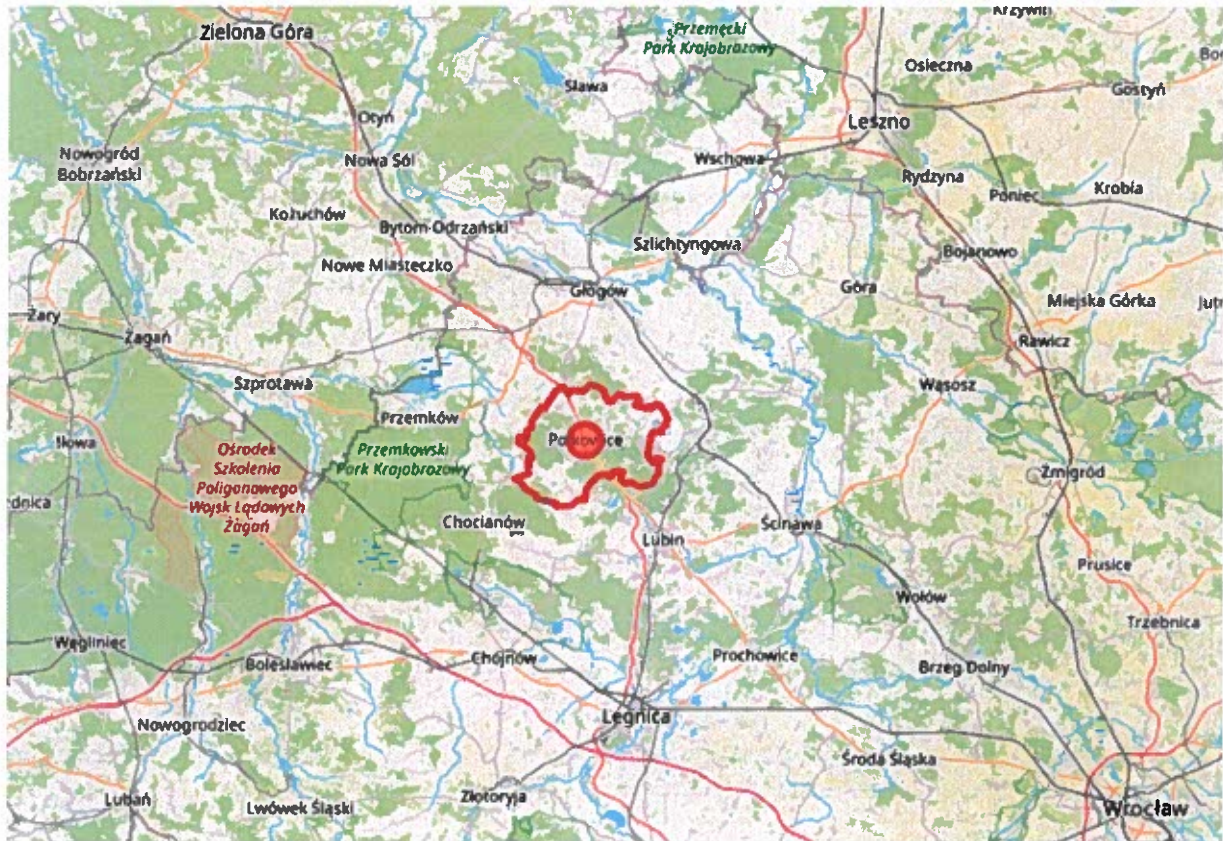 Krzywiń
Zielona Góra
Przemęcki
Park Krajobrazowy
Osieczna
Sława
Gostyń
Otyń
Leszno
Nowogród
Bobrzański
Nowa Sól
Wschowa
Rydzyna
Poniec
Krobia
Kożuchów
Bytom Odrzański
Szlichtyngowa
Bojanowo
Nowe Miasteczko
Głogów
Góra
Miejska Górka
Jutr
Żary
Żagań
Rawicz
Szprotawa
Wąsosz
Przemków
Iłowa
Ośrodek
Szkolenia
Poligonowego
Wojsk Lądowych
Żagań
Przemkowski
Park Krajobrazowy
Polkowice
Żmigród
dnica
Chocianów
Ścinawa
Lubin
Prusice
Wołów
Trzebnica
Węgliniec
Bolesławiec
Chojnów
Prochowice
Brzeg Dolny
Nowogrodziec
Legnica
Środa Śląska
Lubań
Lwówek Śląski
Złotoryja
Wrocław